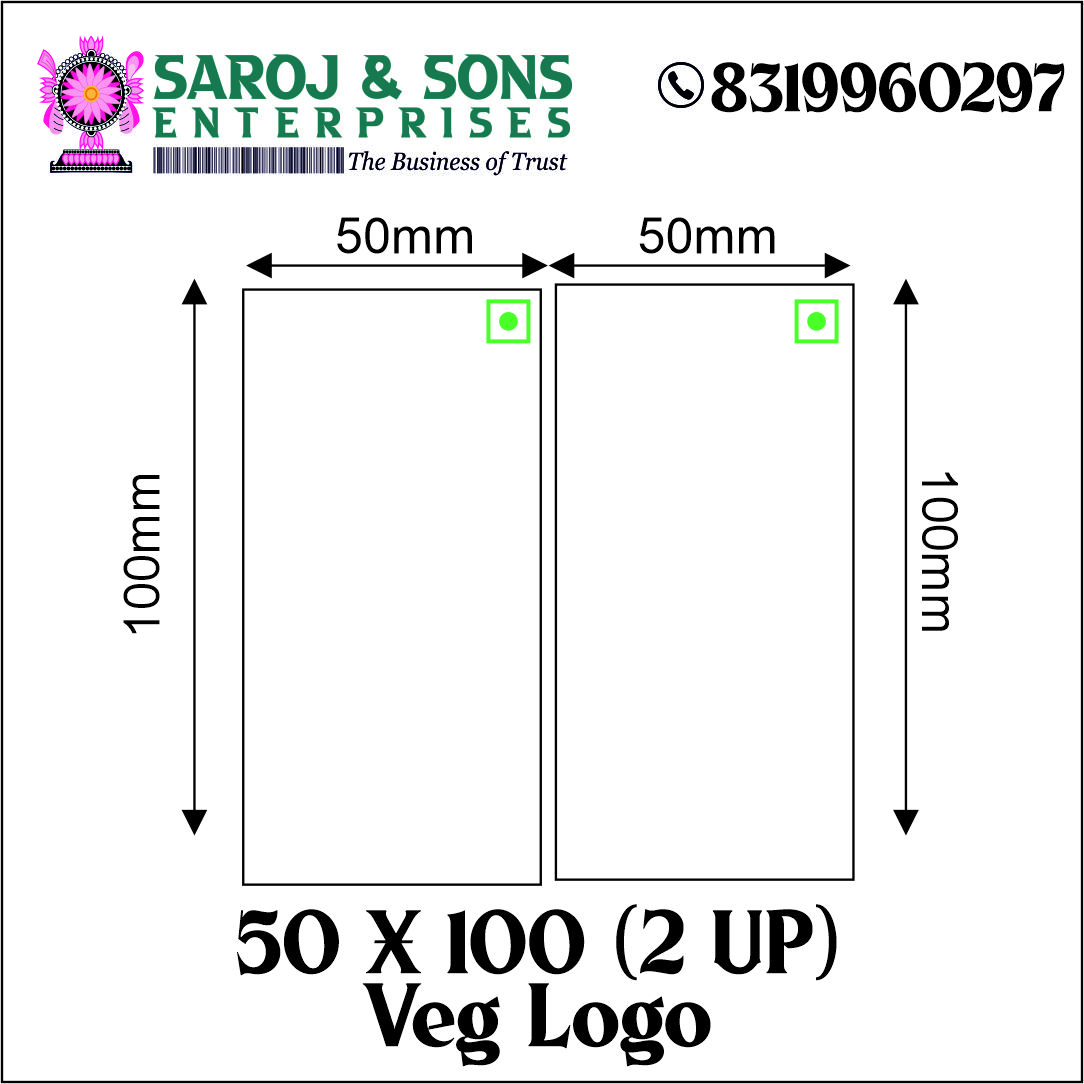 SAROJ & SONS
ENTERPRISES
The Business of Trust
8319960297
50mm
50mm
100mm
100mm
50 X 100 (2 UP)
Veg Logo